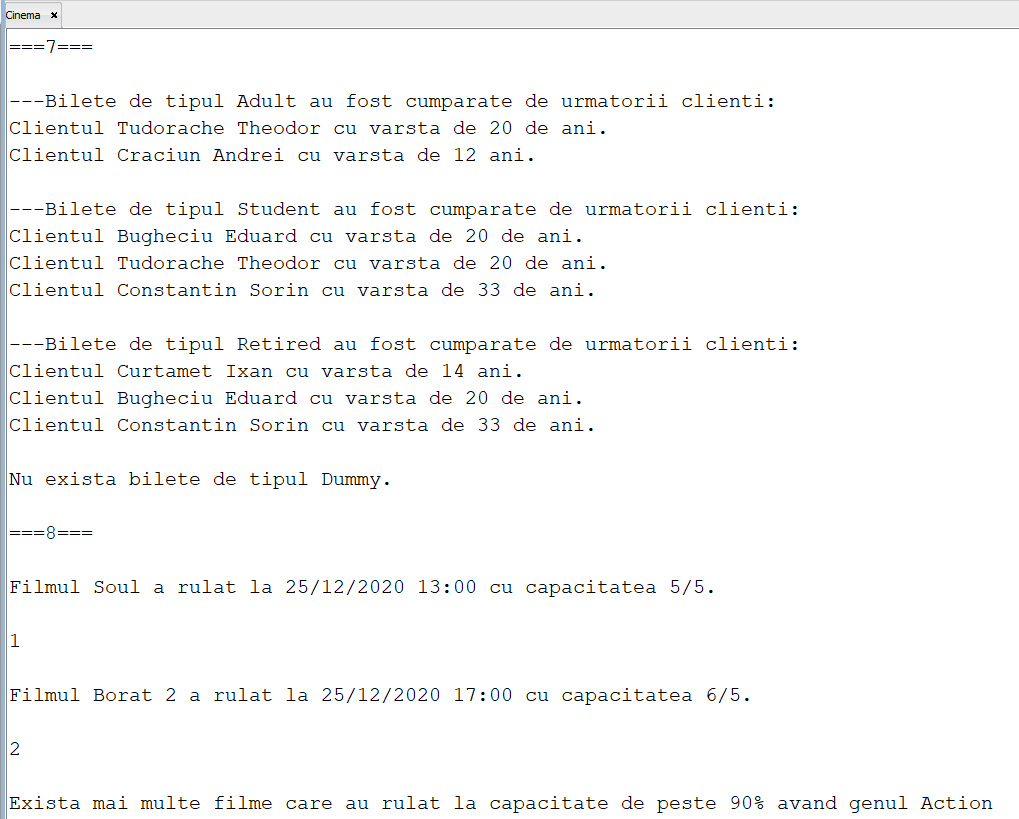 Cinema ×
===7===
---Bilete de tipul Adult au fost cumparate de urmatorii clienti:
Clientul Tudorache Theodor cu varsta de 20 de ani.
Clientul Craciun Andrei cu varsta de 12 ani.
---Bilete de tipul Student au fost cumparate de urmatorii clienti:
Clientul Bugheciu Eduard cu varsta de 20 de ani.
Clientul Tudorache Theodor cu varsta de 20 de ani.
Clientul Constantin Sorin cu varsta de 33 de ani.
---Bilete de tipul Retired au fost cumparate de urmatorii clienti:
Clientul Curtamet Ixan cu varsta de 14 ani.
Clientul Bugheciu Eduard cu varsta de 20 de ani.
Clientul Constantin Sorin cu varsta de 33 de ani.
Nu exista bilete de tipul Dummy.
===8===
Filmul Soul a rulat la 25/12/2020 13:00 cu capacitatea 5/5.
1
Filmul Borat 2 a rulat la 25/12/2020 17:00 cu capacitatea 6/5.
2
Exista mai multe filme care au rulat la capacitate de peste 90% avand genul Action